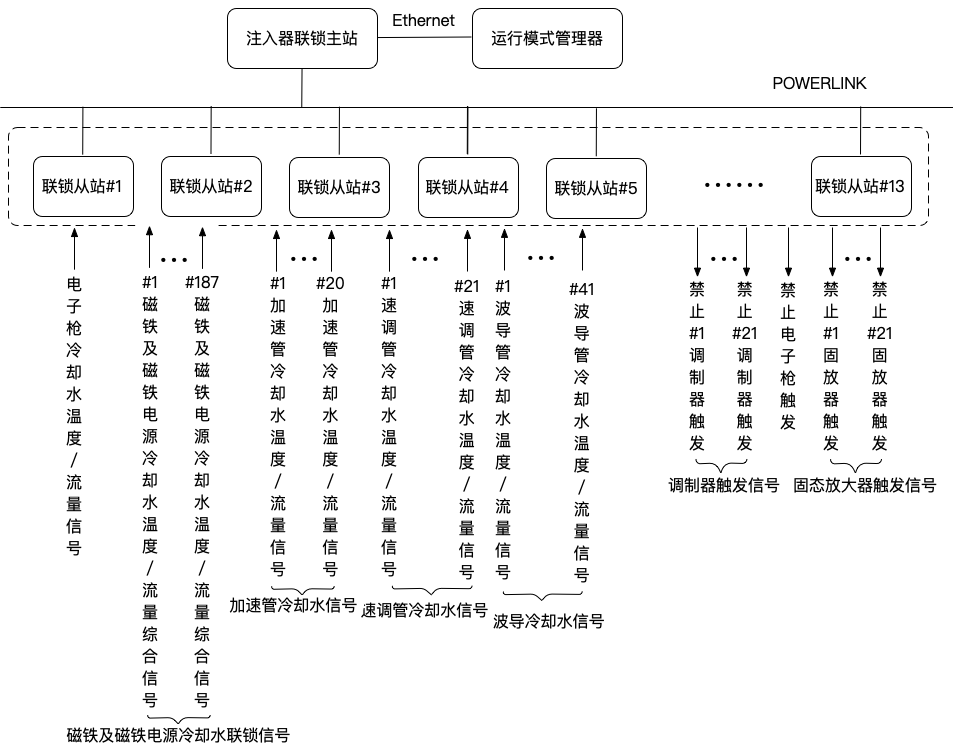 Ethernet
注入器联锁主站
运行模式管理器
POWERLINK
联锁从站#1
联锁从站#2
联锁从站#3
联锁从站#4
联锁从站#5
······
联锁从站#13
电子枪冷却水温度/流量信号
#1磁铁及磁铁电源冷却水温度/流量综合信号
···
#187磁铁及磁铁电源冷却水温度/流量综合信号
#1加速管冷却水温度/流量信号
···
#20加速管冷却水温度/流量信号
#1速调管冷却水温度/流量信号
···
#21速调管冷却水温度/流量信号
#1波导管冷却水温度/流量信号
···
#41波导管冷却水温度/流量信号
禁止#1调制器触发
···
禁止#21调制器触发
禁止电子枪触发
禁止#1固放器触发
···
禁止#21固放器触发
调制器触发信号
固态放大器触发信号
加速管冷却水信号
速调管冷却水信号
波导冷却水信号
磁铁及磁铁电源冷却水联锁信号